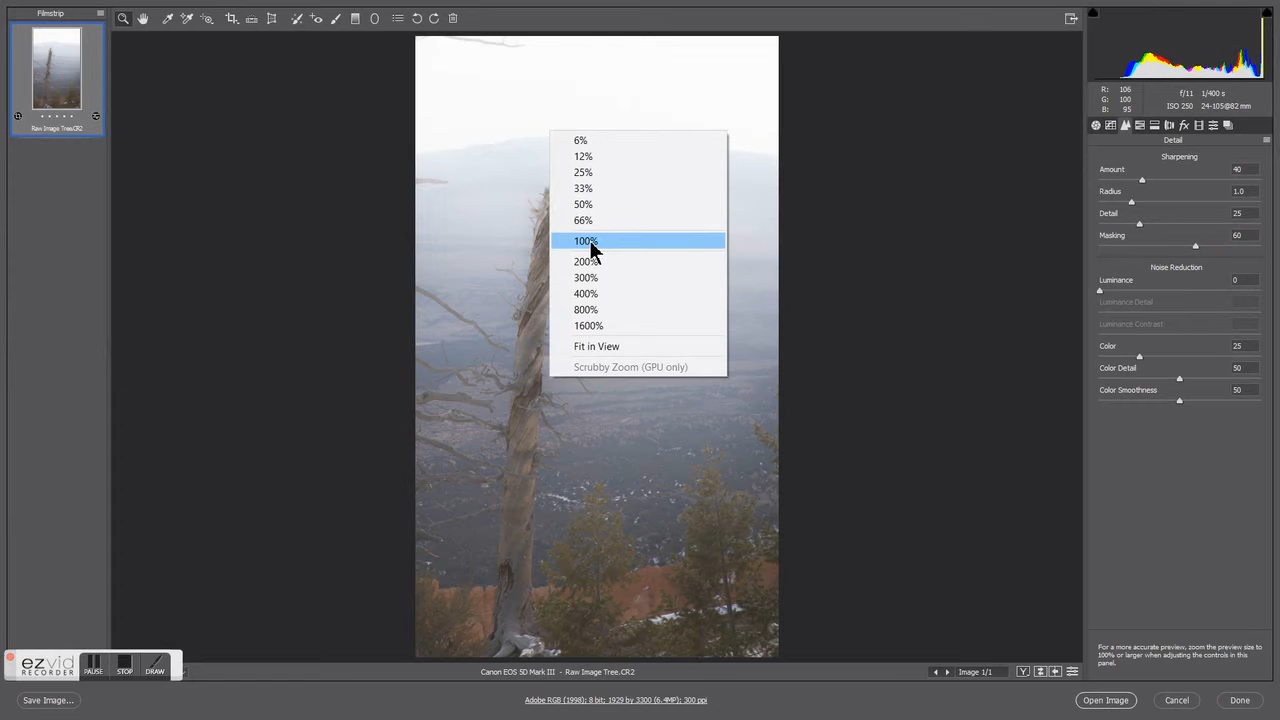 Filmstrip
Raw Image Tree.CR2
6%
12%
25%
33%
50%
66%
100%
200%
300%
400%
800%
1600%
Fit in View
Scrubby Zoom (GPU only)
R: 106
G: 100
B: 95
f/11 1/400 s
ISO 250 24-105@82 mm
Detail
Sharpening
Amount 40
Radius 1.0
Detail 25
Masking 60
Noise Reduction
Luminance 0
Luminance Detail
Luminance Contrast
Color 25
Color Detail 50
Color Smoothness 50
For a more accurate preview, zoom the preview size to
100% or larger when adjusting the controls in this
panel.
ezvid
RECORDER
PAUSE STOP DRAW
Canon EOS 5D Mark III - Raw Image Tree.CR2
Image 1/1
Y
Save Image...
Adobe RGB (1998); 8 bit; 1929 by 3300 (6.4MP); 300 ppi
Open Image
Cancel
Done